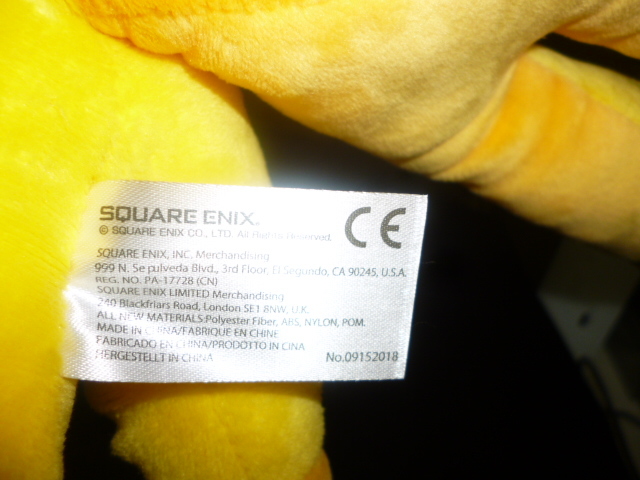 SQUARE ENIX.
© SQUARE ENIX CO., LTD. All Rights Reserved.
CE
SQUARE ENIX, INC. Merchandising
999 N. Sepulveda Blvd., 3rd Floor, El Segundo, CA 90245, U.S.A.
REG. NO. PA-17728 (CN)
SQUARE ENIX LIMITED Merchandising
240 Blackfriars Road, London SE1 8NW, U.K.
ALL NEW MATERIALS:Polyester Fiber, ABS, NYLON, POM.
MADE IN CHINA/FABRIQUE EN CHINE
FABRICADO EN CHINA/PRODOTTO IN CINA
HERGESTELLT IN CHINA No.09152018